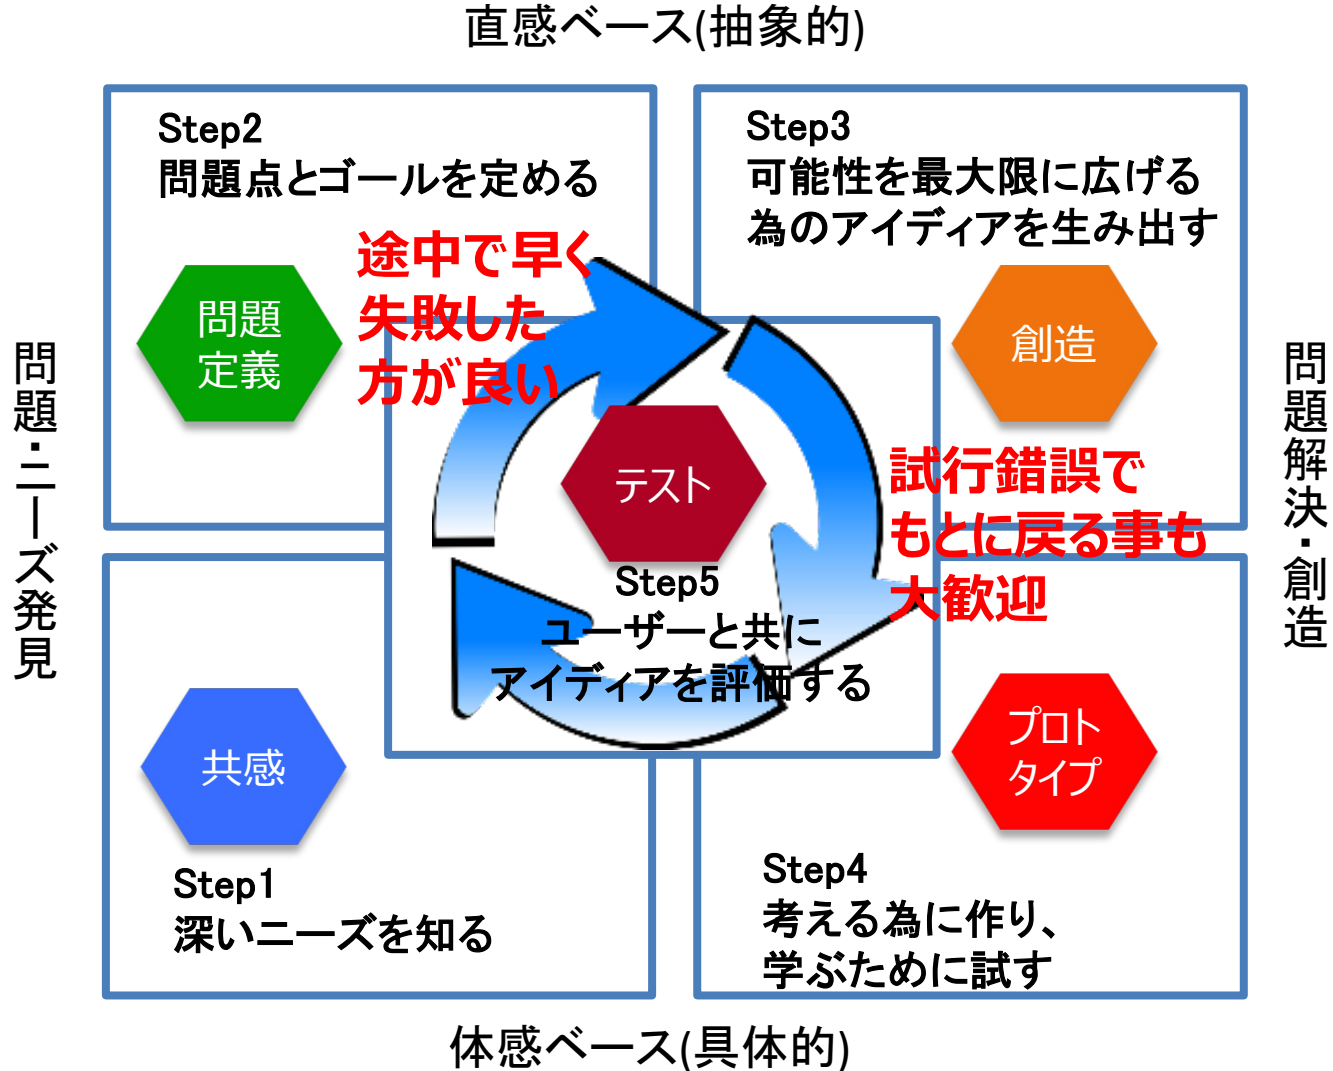 直感ベース(抽象的)
Step2
問題点とゴールを定める
Step3
可能性を最大限に広げる
為のアイディアを生み出す
途中で早く
失敗した
方が良い
問題
定義
創造
問題・ニーズ発見
問題解決・創造
テスト
試行錯誤で
もとに戻る事も
大歓迎
Step5
ユーザーと共に
アイディアを評価する
共感
プロト
タイプ
Step1
深いニーズを知る
Step4
考える為に作り、
学ぶために試す
体感ベース(具体的)